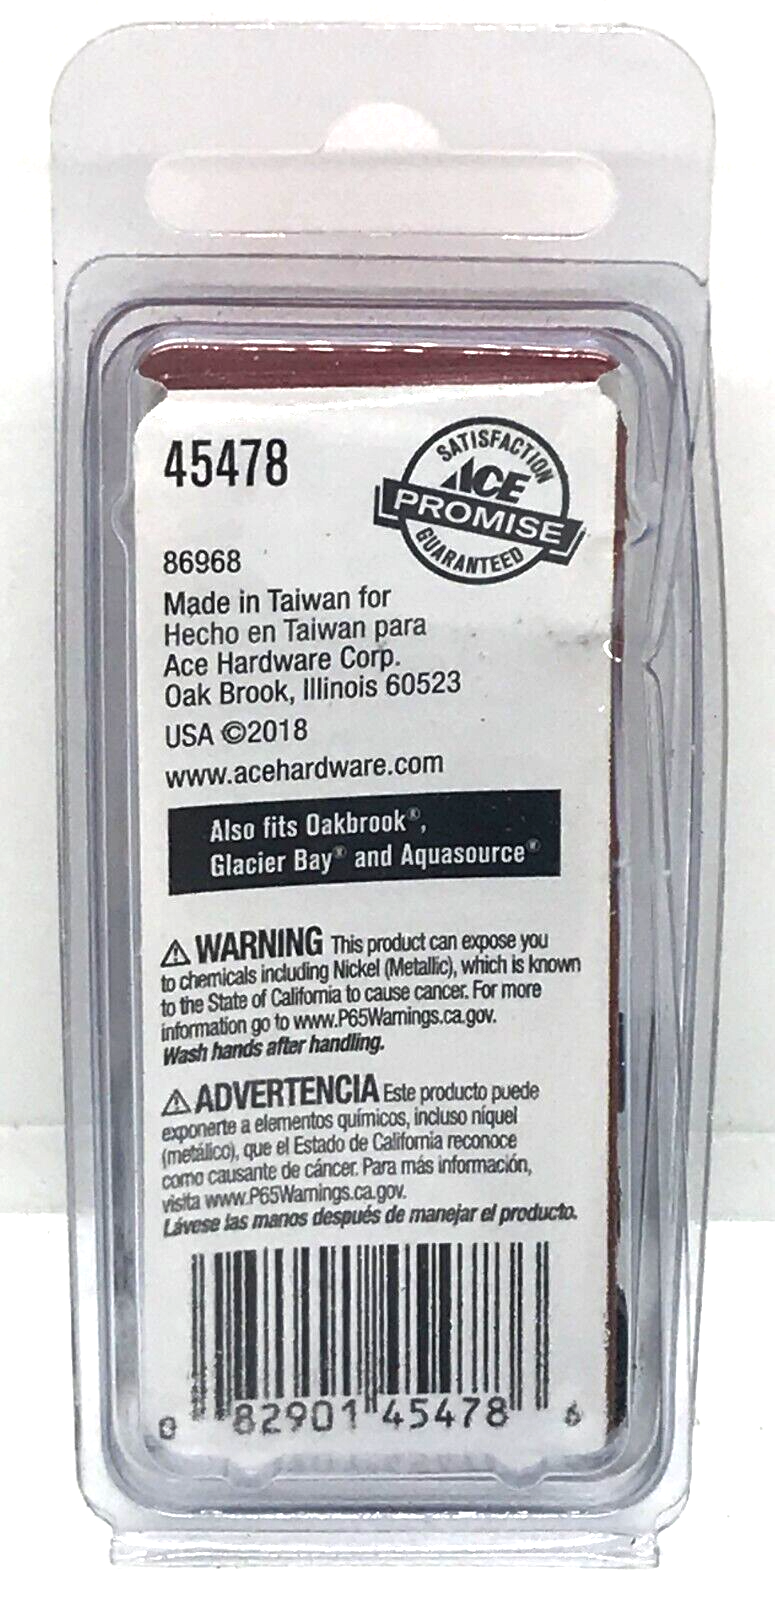 45478
SATISFACTION
ACE
PROMISE
GUARANTEED
86968
Made in Taiwan for
Hecho en Taiwan para
Ace Hardware Corp.
Oak Brook, Illinois 60523
USA ©2018
www.acehardware.com
Also fits Oakbrook®,
Glacier Bay® and Aquasource®
⚠ WARNING This product can expose you
to chemicals including Nickel (Metallic), which is known
to the State of California to cause cancer. For more
information go to www.P65Warnings.ca.gov.
Wash hands after handling.
⚠ ADVERTENCIA Este producto puede
exponerte a elementos químicos, incluso níquel
(metálico), que el Estado de California reconoce
como causante de cáncer. Para más información,
visita www.P65Warnings.ca.gov.
Lávese las manos después de manejar el producto.
0 82901 45478 6